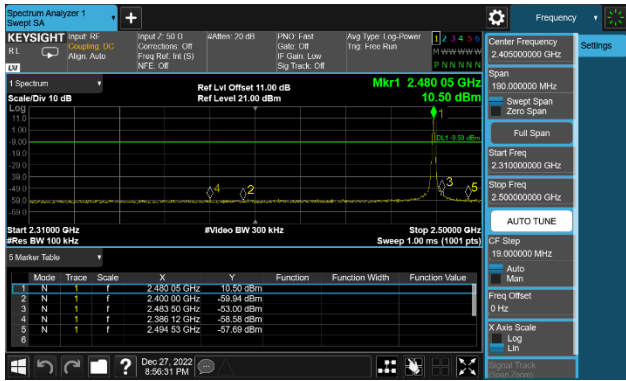 Spectrum Analyzer 1
Swept SA
Frequency
KEYSIGHT Input: RF
R L Coupling: DC
Align: Auto
Input Z: 50 Ω
Corrections: Off
Freq Ref: Int (S)
NFE: Off
#Atten: 20 dB
PNO: Fast
Gate: Off
IF Gain: Low
Sig Track: Off
Avg Type: Log-Power
Trig: Free Run
1 2 3 4 5 6
M W W W W W
P N N N N N
1 Spectrum
Scale/Div 10 dB
Ref Lvl Offset 11.00 dB
Ref Level 21.00 dBm
Mkr1 2.480 05 GHz
10.50 dBm
Log
11.0
1.00
-9.00
-19.0
-29.0
-39.0
-49.0
-59.0
-69.0
1
DL1 -9.50 dBm
4
2
3
5
Start 2.31000 GHz
#Res BW 100 kHz
#Video BW 300 kHz
Stop 2.50000 GHz
Sweep 1.00 ms (1001 pts)
5 Marker Table
Mode Trace Scale X Y Function Function Width Function Value
1 N 1 f 2.480 05 GHz 10.50 dBm
2 N 1 f 2.400 00 GHz -59.94 dBm
3 N 1 f 2.483 50 GHz -53.00 dBm
4 N 1 f 2.386 12 GHz -58.58 dBm
5 N 1 f 2.494 53 GHz -57.69 dBm
6
Dec 27, 2022
8:56:31 PM
Center Frequency
2.405000000 GHz
Settings
Span
190.000000 MHz
Swept Span
Zero Span
Full Span
Start Freq
2.310000000 GHz
Stop Freq
2.500000000 GHz
AUTO TUNE
CF Step
19.000000 MHz
Auto
Man
Freq Offset
0 Hz
X Axis Scale
Log
Lin
Signal Track
(Span Zoom)